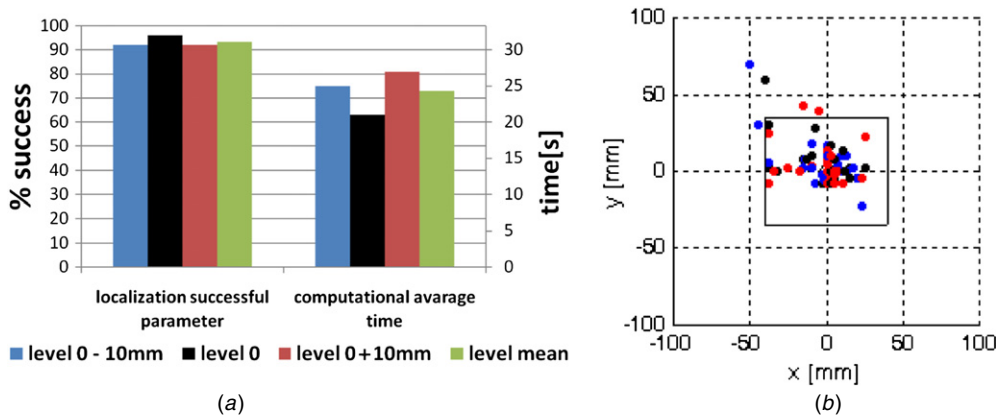 100
90
80
70
60
50
40
30
20
10
0
% success
30
25
20
15
10
5
0
time[s]
localization successful parameter
computational avarage time
level 0 - 10mm level 0 level 0+10mm level mean
(a)
100
50
0
-50
-100
y [mm]
-100 -50 0 50 100
x [mm]
(b)